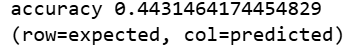 accuracy 0.4431464174454829
(row=expected, col=predicted)